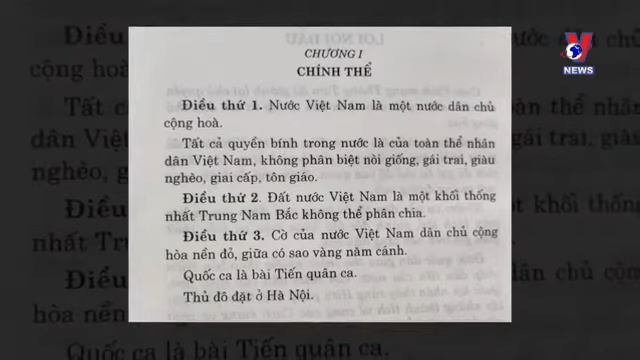 NEWS
CHƯƠNG I
CHÍNH THỂ
Điều thứ 1. Nước Việt Nam là một nước dân chủ
cộng hoà.
Tất cả quyền bính trong nước là của toàn thể nhân
dân Việt Nam, không phân biệt nòi giống, gái trai, giàu
nghèo, giai cấp, tôn giáo.
Điều thứ 2. Đất nước Việt Nam là một khối thống
nhất Trung Nam Bắc không thể phân chia.
Điều thứ 3. Cờ của nước Việt Nam dân chủ cộng
hòa nền đỏ, giữa có sao vàng năm cánh.
Quốc ca là bài Tiến quân ca.
Thủ đô đặt ở Hà Nội.